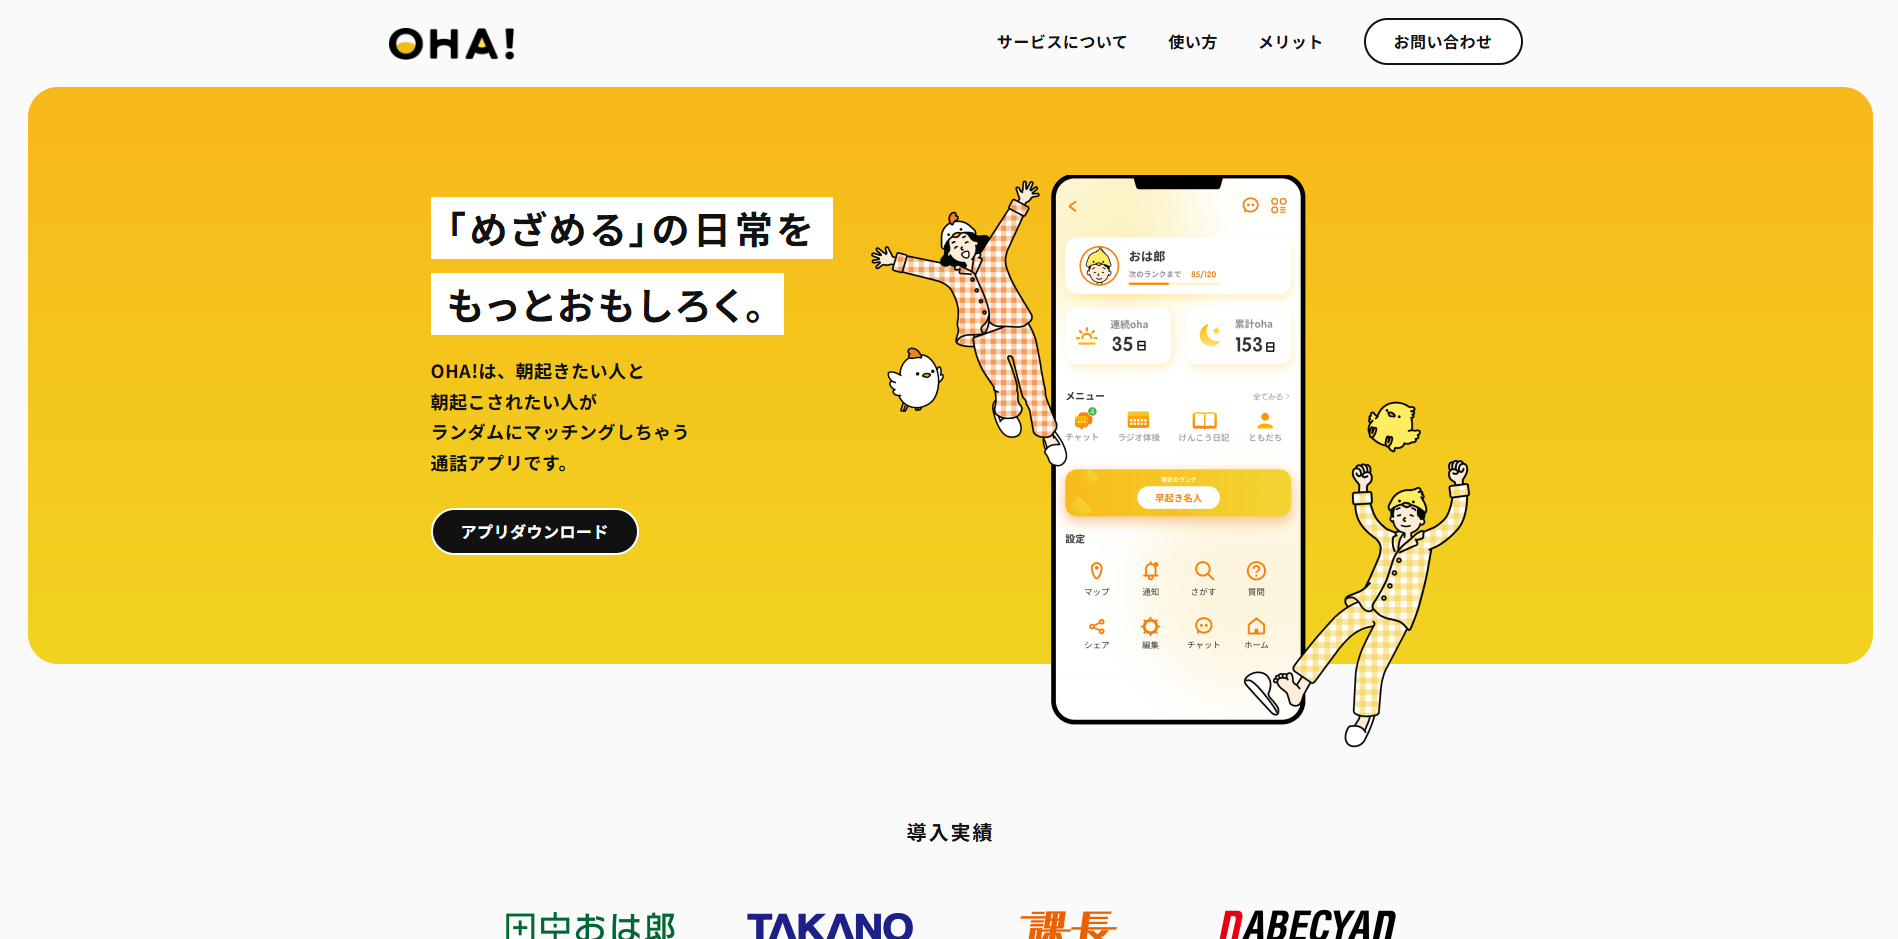 OHA!
サービスについて
使い方
メリット
お問い合わせ
「めざめる」の日常を
もっとおもしろく。
OHA!は、朝起きたい人と
朝起こされたい人が
ランダムにマッチングしちゃう
通話アプリです。
アプリダウンロード
おは郎
次のランクまで 85/120
連続oha
35日
累計oha
153日
メニュー
全てみる
4
チャット
ラジオ体操
けんこう日記
ともだち
現在のランク
早起き名人
設定
マップ
通知
さがす
質問
シェア
編集
チャット
ホーム
導入実績
田中おは郎
TAKANO
課長
DABECYAN